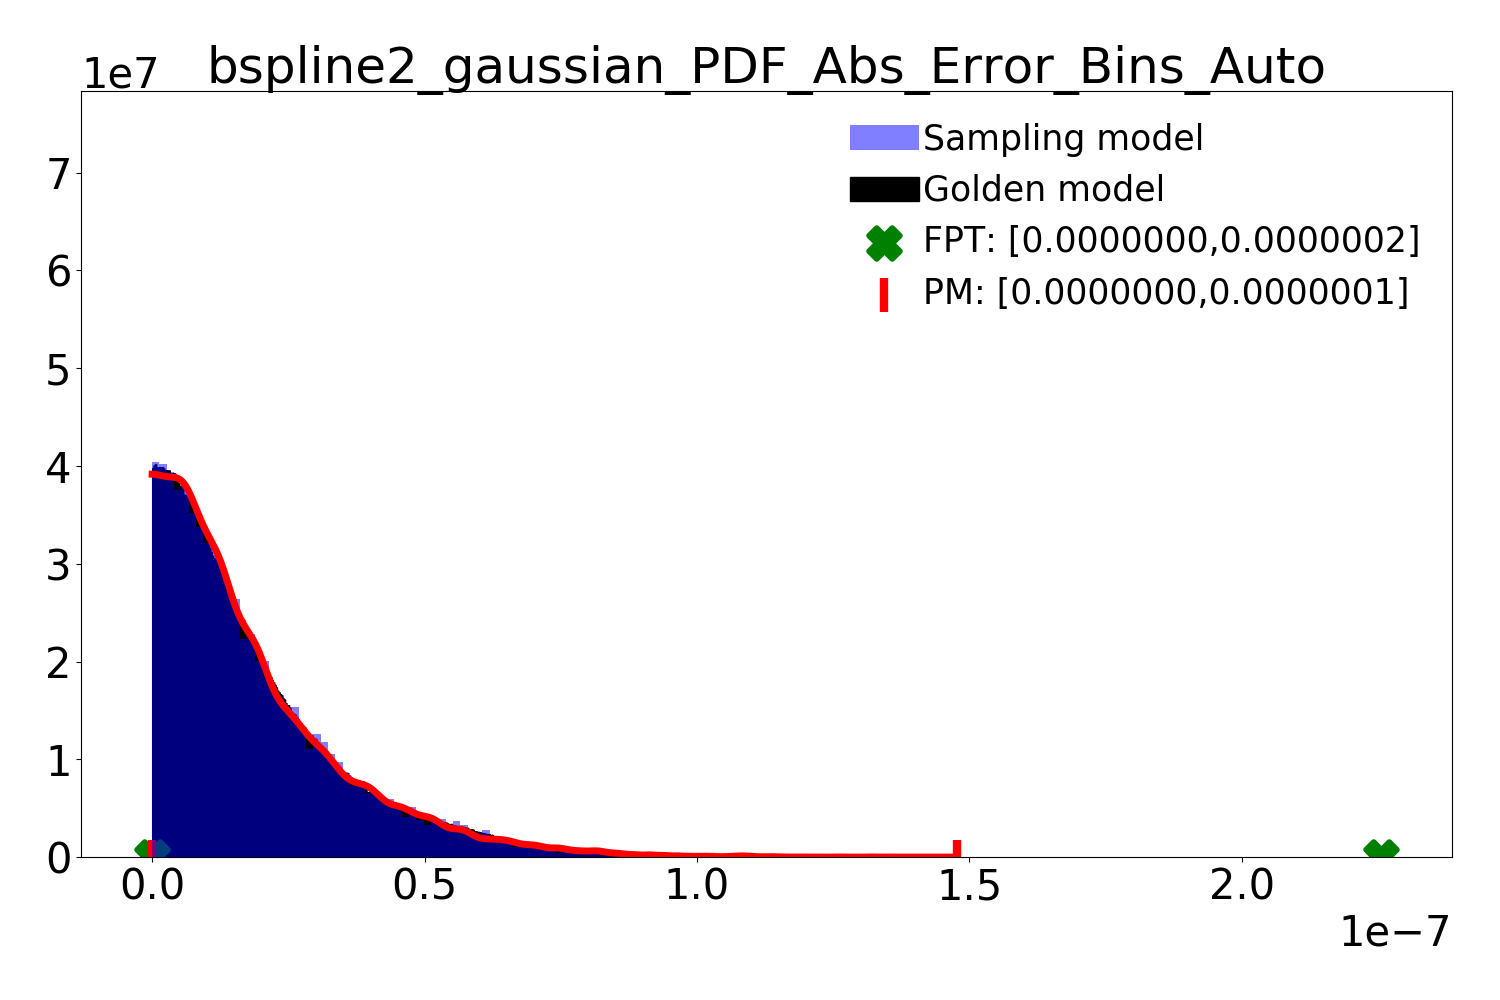 bspline2_gaussian_PDF_Abs_Error_Bins_Auto
1e7
Sampling model
Golden model
FPT: [0.0000000,0.0000002]
PM: [0.0000000,0.0000001]
7
6
5
4
3
2
1
0
0.0 0.5 1.0 1.5 2.0
1e−7